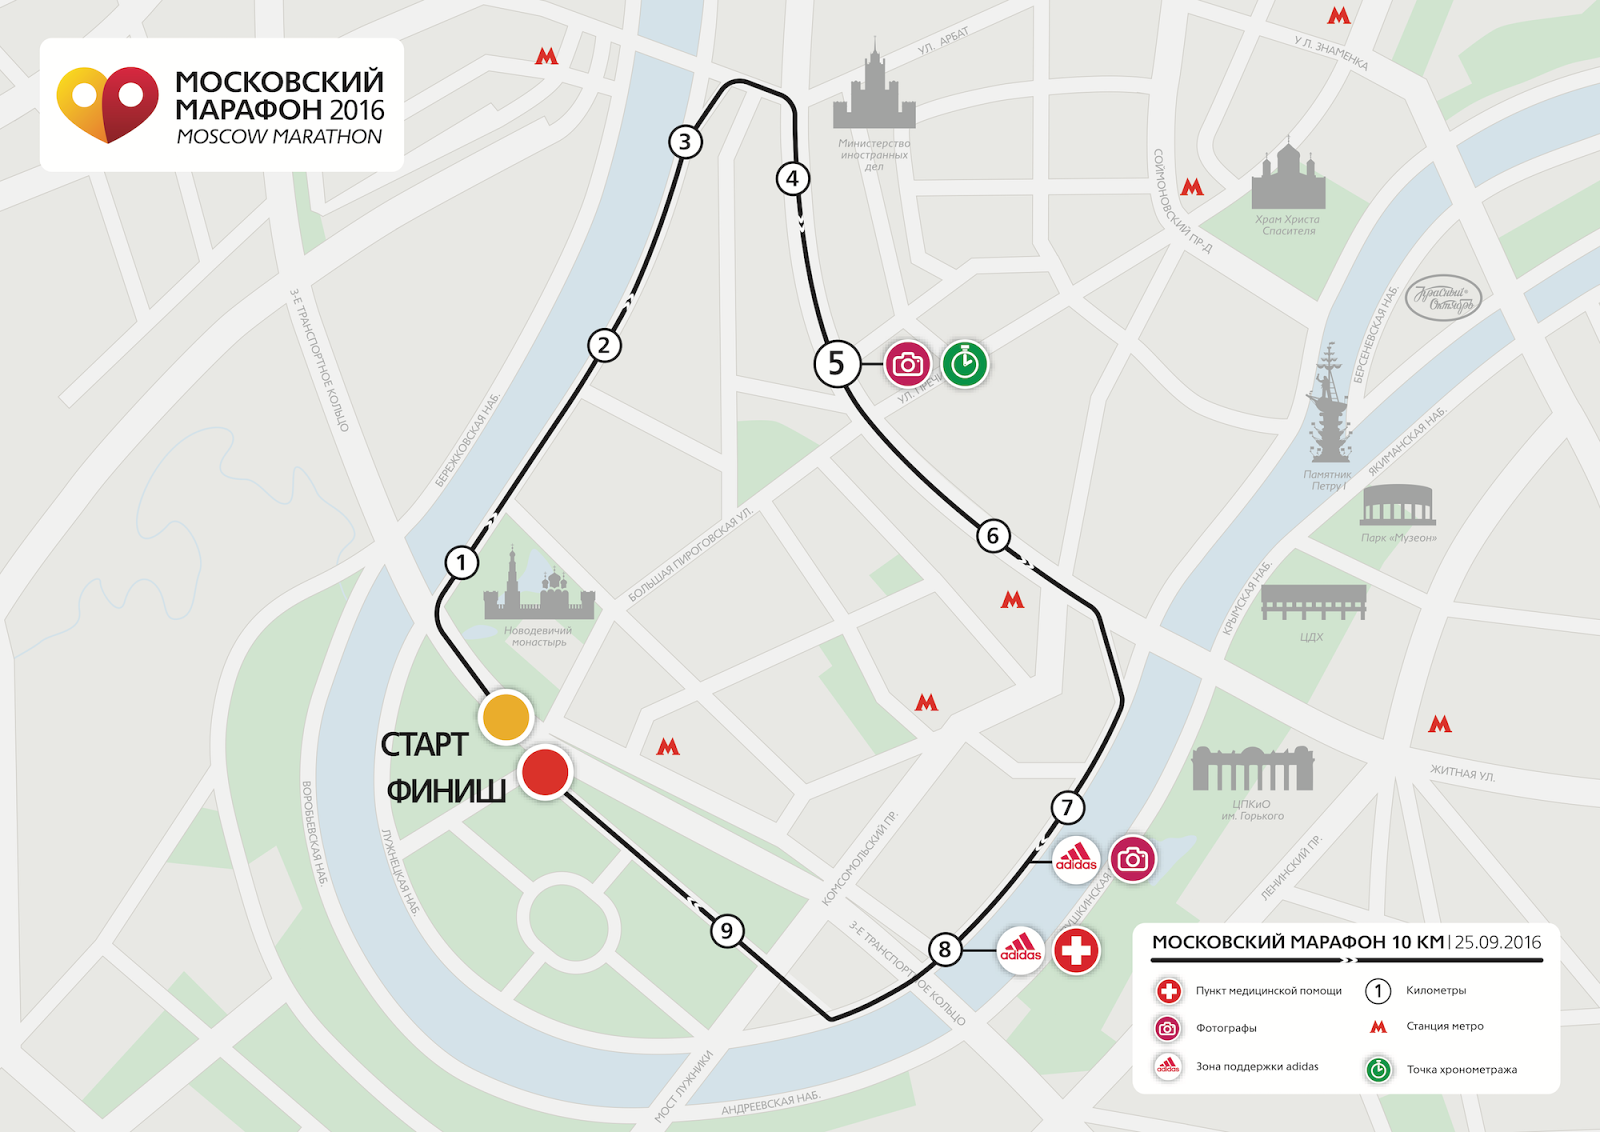 МОСКОВСКИЙ
МАРАФОН 2016
MOSCOW MARATHON
УЛ. АРБАТ
УЛ. ЗНАМЕНКА
Министерство
иностранных
дел
СОЙМОНОВСКИЙ ПР-Д
Храм Христа
Спасителя
Красный
Октябрь
БЕРСЕНЕВСКАЯ НАБ.
3-Е ТРАНСПОРТНОЕ КОЛЬЦО
БЕРЕЖКОВСКАЯ НАБ.
3
4
2
5
УЛ. ПРЕЧИ
ЯКИМАНСКАЯ НАБ.
Памятник
Петру I
Парк «Музеон»
БОЛЬШАЯ ПИРОГОВСКАЯ УЛ.
6
1
КРЫМСКАЯ НАБ.
ЦДХ
Новодевичий
монастырь
СТАРТ
ФИНИШ
ЖИТНАЯ УЛ.
ЦПКиО
им. Горького
7
adidas
ВОРОБЬЕВСКАЯ НАБ.
ЛУЖНЕЦКАЯ НАБ.
КОМСОМОЛЬСКИЙ ПР.
ЛЕНИНСКИЙ ПР.
УШКИНСКАЯ
9
8
adidas
3-Е ТРАНСПОРТНОЕ КОЛЬЦО
МОСТ ЛУЖНИКИ
АНДРЕЕВСКАЯ НАБ.
МОСКОВСКИЙ МАРАФОН 10 КМ | 25.09.2016
Пункт медицинской помощи
1 Километры
Фотографы
Станция метро
adidas Зона поддержки adidas
Точка хронометража